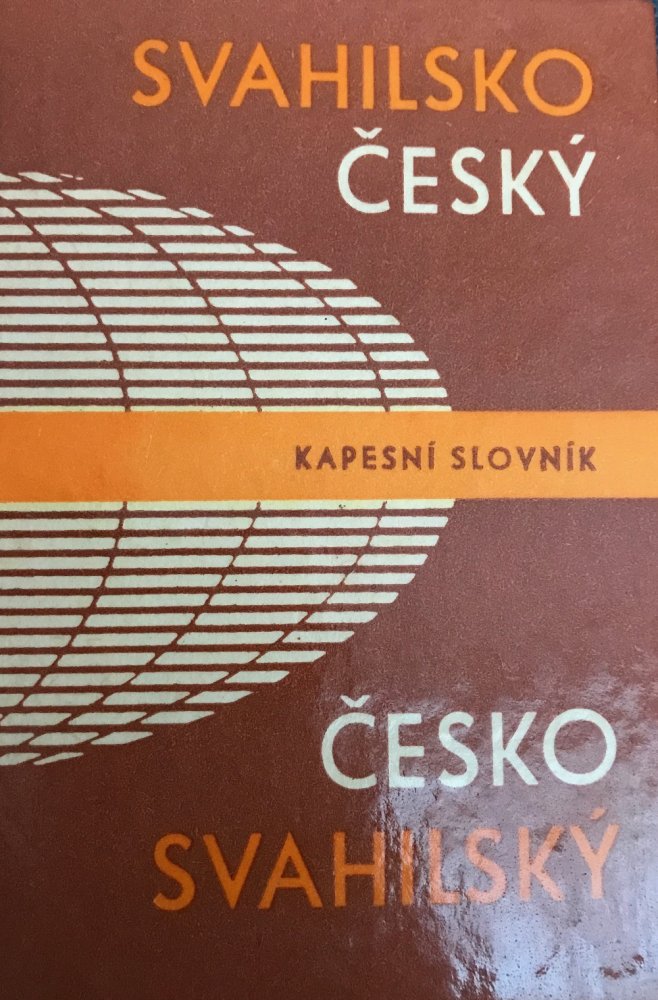 SVAHILSKO
ČESKÝ
KAPESNÍ SLOVNÍK
ČESKO
SVAHILSKÝ